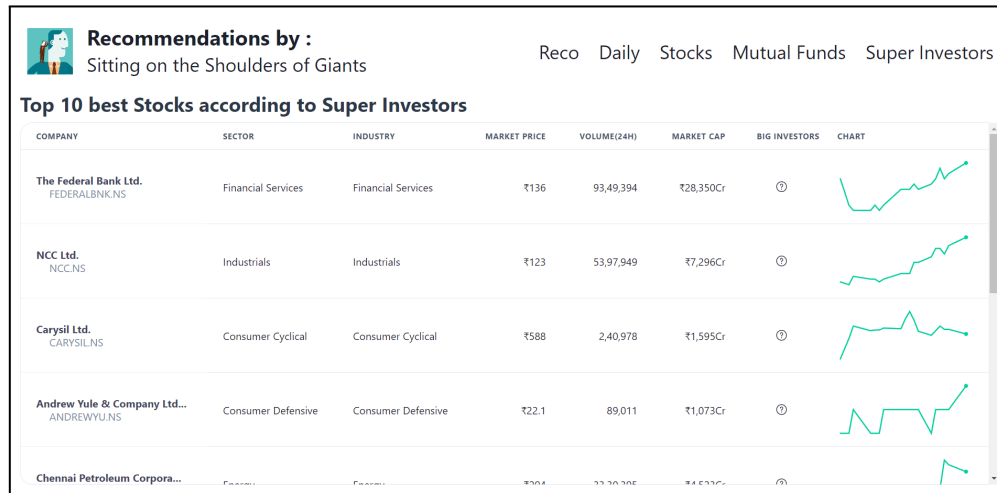 Recommendations by :
Sitting on the Shoulders of Giants
Reco Daily Stocks Mutual Funds Super Investors
Top 10 best Stocks according to Super Investors
COMPANY SECTOR INDUSTRY MARKET PRICE VOLUME(24H) MARKET CAP BIG INVESTORS CHART
The Federal Bank Ltd.
FEDERALBNK.NS
Financial Services Financial Services ₹136 93,49,394 ₹28,350Cr
NCC Ltd.
NCC.NS
Industrials Industrials ₹123 53,97,949 ₹7,296Cr
Carysil Ltd.
CARYSIL.NS
Consumer Cyclical Consumer Cyclical ₹588 2,40,978 ₹1,595Cr
Andrew Yule & Company Ltd...
ANDREWYU.NS
Consumer Defensive Consumer Defensive ₹22.1 89,011 ₹1,073Cr
Chennai Petroleum Corpora...